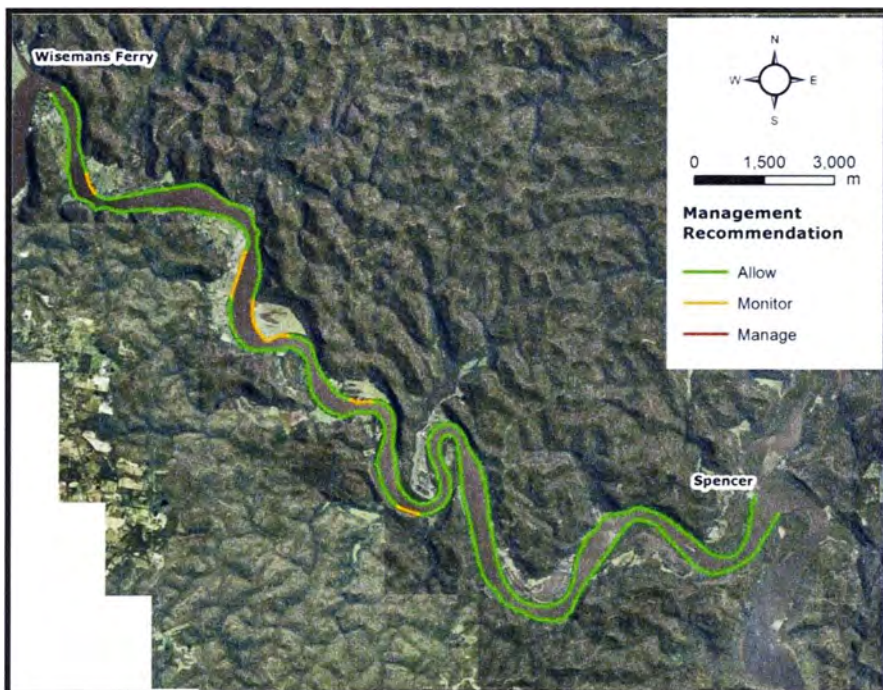 Wisemans Ferry
N
W
E
S
0 1,500 3,000
m
Management
Recommendation
Allow
Monitor
Manage
Spencer